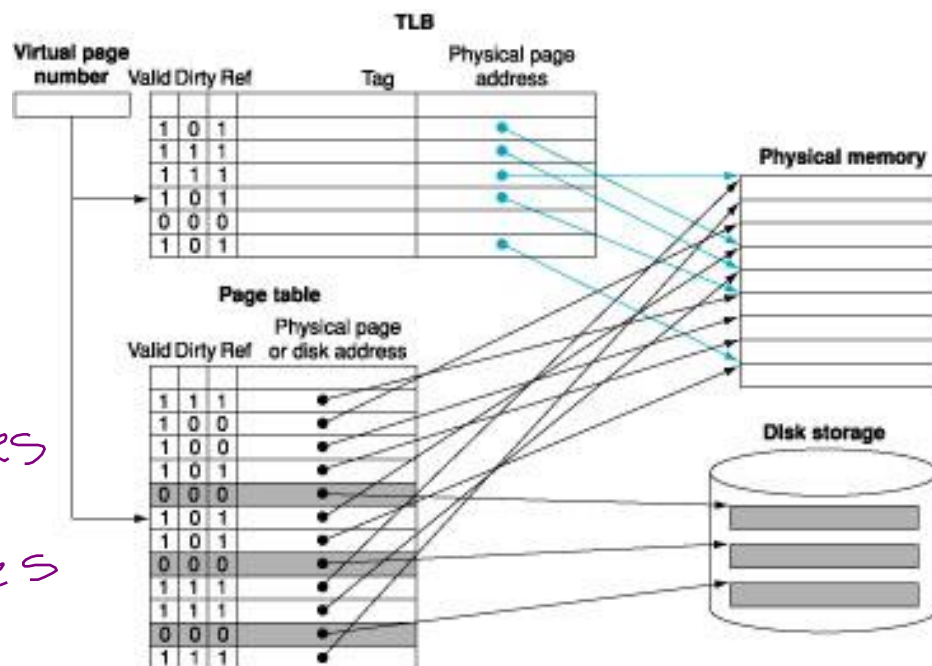 TLB
Virtual page
number
Valid Dirty Ref
Tag
Physical page
address
1 0 1
1 1 1
1 1 1
1 0 1
0 0 0
1 0 1
Physical memory
Page table
Physical page
or disk address
Valid Dirty Ref
1 1 1
1 0 0
1 0 0
1 0 1
0 0 0
1 0 1
1 0 1
0 0 0
1 1 1
1 1 1
0 0 0
1 1 1
Disk storage
es
es